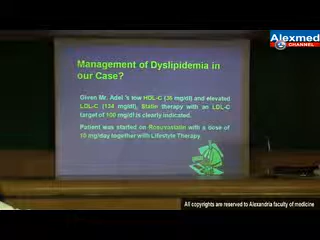 Alexmed
CHANNEL
Management of Dyslipidemia in
our Case?
Given Mr. Adel 's low HDL-C (36 mg/dl) and elevated
LDL-C (134 mg/dl), Statin therapy with an LDL-C
target of 100 mg/dl is clearly indicated.
Patient was started on Rosuvastatin with a dose of
10 mg/day together with Lifestyle Therapy.
All copyrights are reserved to Alexandria faculty of medicine